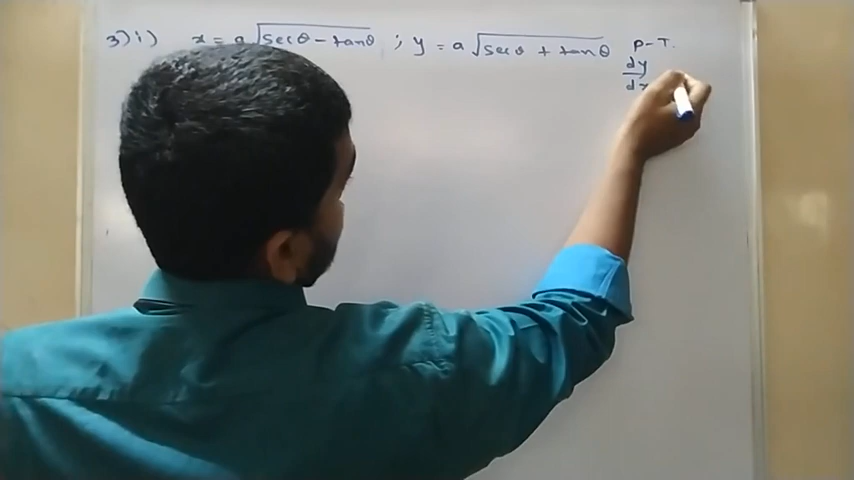 3) i) x = a √secθ - tanθ ; y = a √secθ + tanθ P-T.
dy
dx